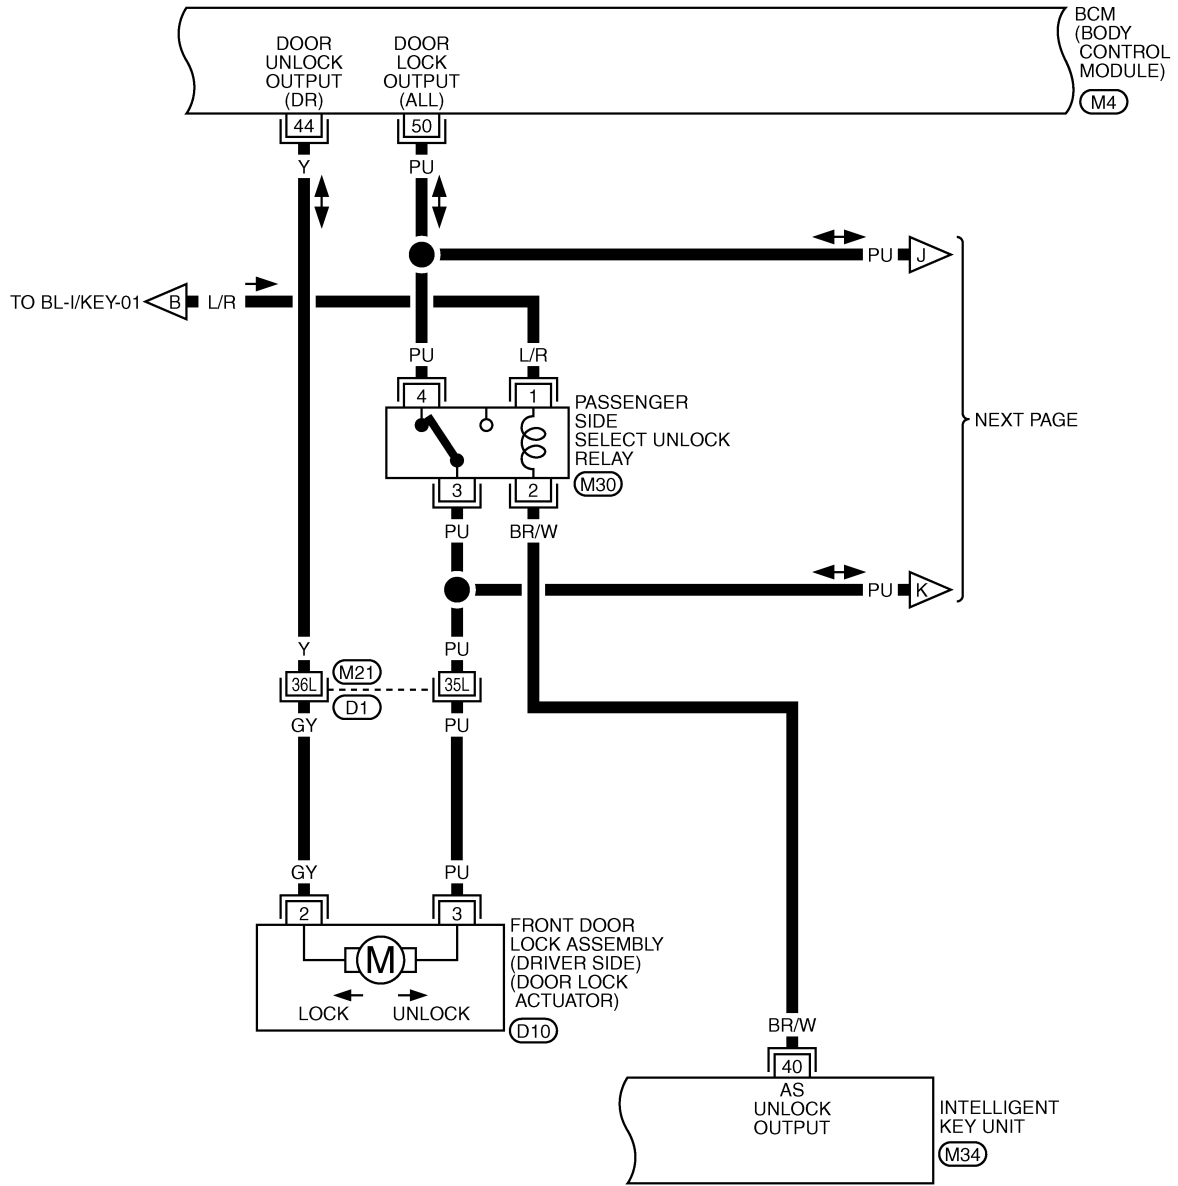 BCM
(BODY
CONTROL
MODULE)
M4
DOOR
UNLOCK
OUTPUT
(DR)
DOOR
LOCK
OUTPUT
(ALL)
44
50
Y
PU
PU
J
TO BL-I/KEY-01
B
L/R
PU
L/R
4
1
PASSENGER
SIDE
SELECT UNLOCK
RELAY
M30
NEXT PAGE
3
2
PU
BR/W
PU
K
Y
PU
36L
M21
D1
35L
GY
PU
GY
PU
2
3
M
LOCK
UNLOCK
FRONT DOOR
LOCK ASSEMBLY
(DRIVER SIDE)
(DOOR LOCK
ACTUATOR)
D10
BR/W
40
AS
UNLOCK
OUTPUT
INTELLIGENT
KEY UNIT
M34